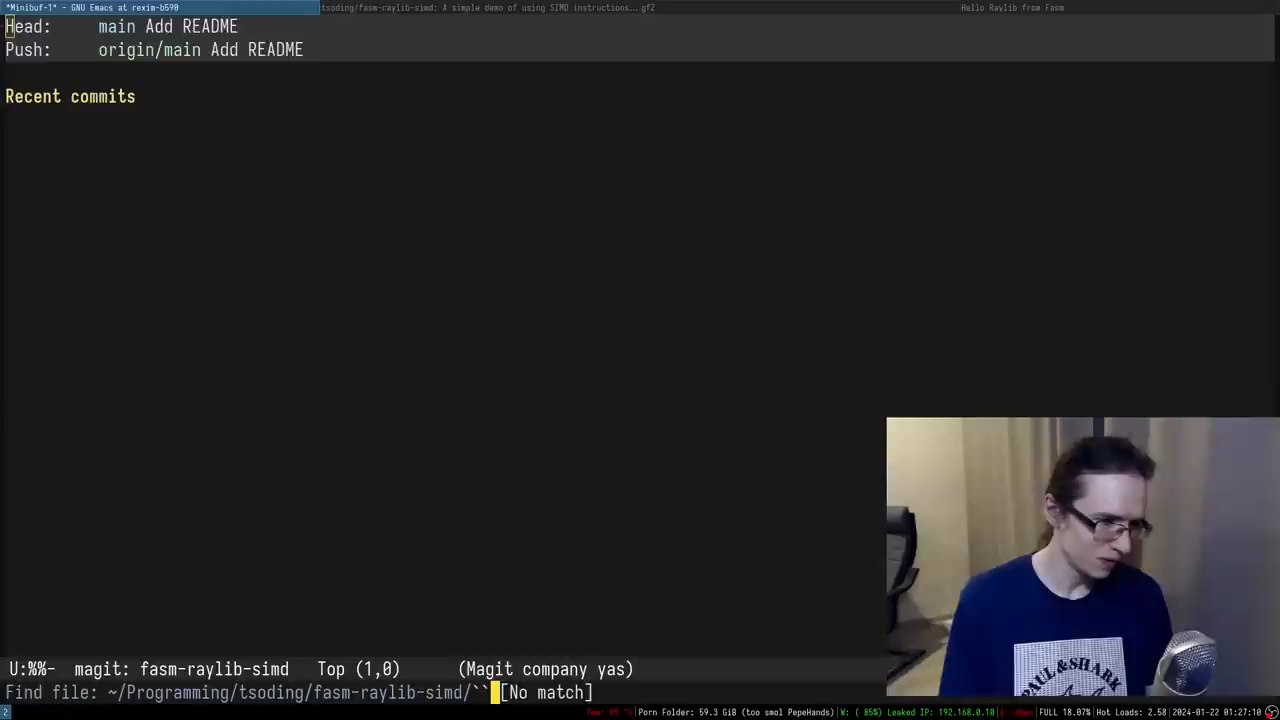 *Minibuf-1* - GNU Emacs at rexim-b590
tsoding/fasm-raylib-simd: A simple demo of using SIMD instructions...gf2
Hello Raylib from Fasm
Head: main Add README
Push: origin/main Add README
Recent commits
PAUL & SHARK
U:%%- magit: fasm-raylib-simd Top (1,0) (Magit company yas)
Find file: ~/Programming/tsoding/fasm-raylib-simd/`` [No match]
2
Porn Folder: 59.3 GiB (too smol PepeHands)
W: ( 85%) Leaked IP: 192.168.0.10
FULL 18.07%
Hot Loads: 2.58
2024-01-22 01:27:10